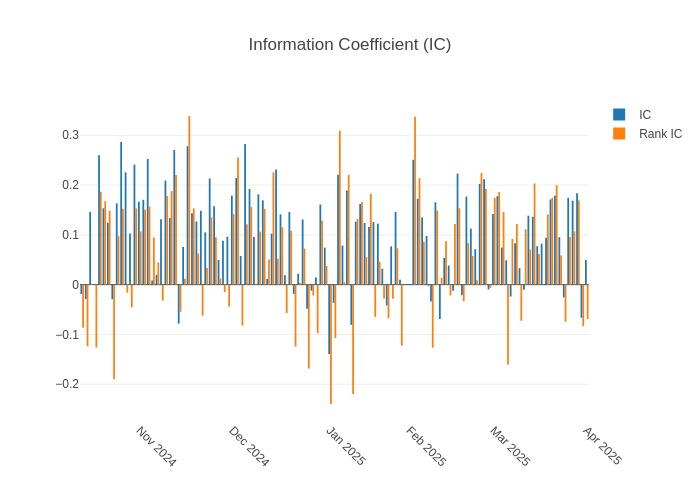 Information Coefficient (IC)
IC
Rank IC
0.3
0.2
0.1
0
−0.1
−0.2
Nov 2024
Dec 2024
Jan 2025
Feb 2025
Mar 2025
Apr 2025